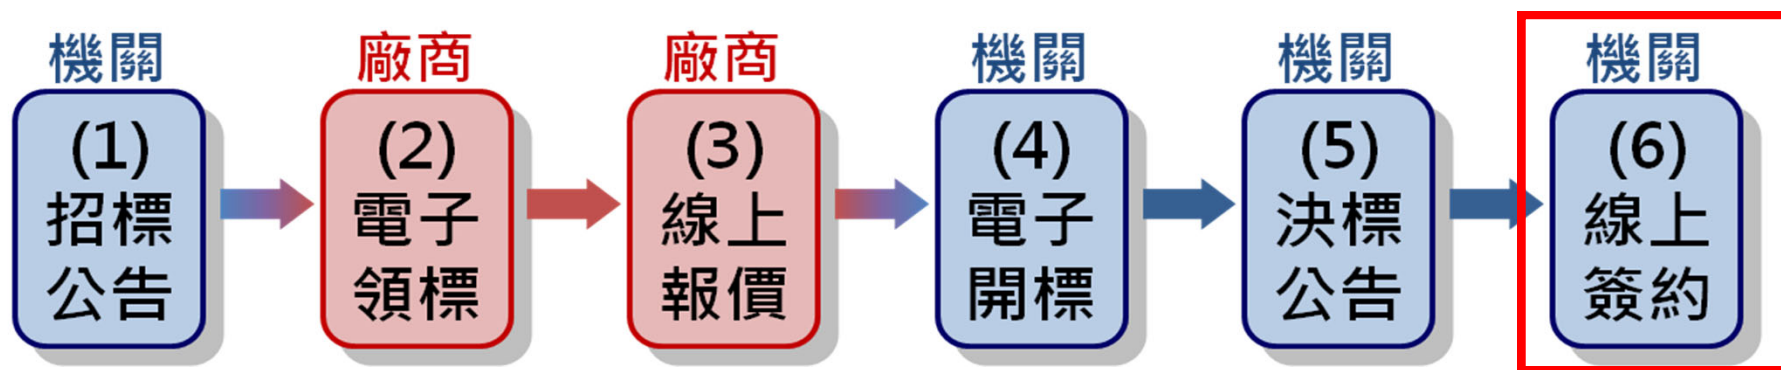 機關
(1)
招標
公告
廠商
(2)
電子
領標
廠商
(3)
線上
報價
機關
(4)
電子
開標
機關
(5)
決標
公告
機關
(6)
線上
簽約